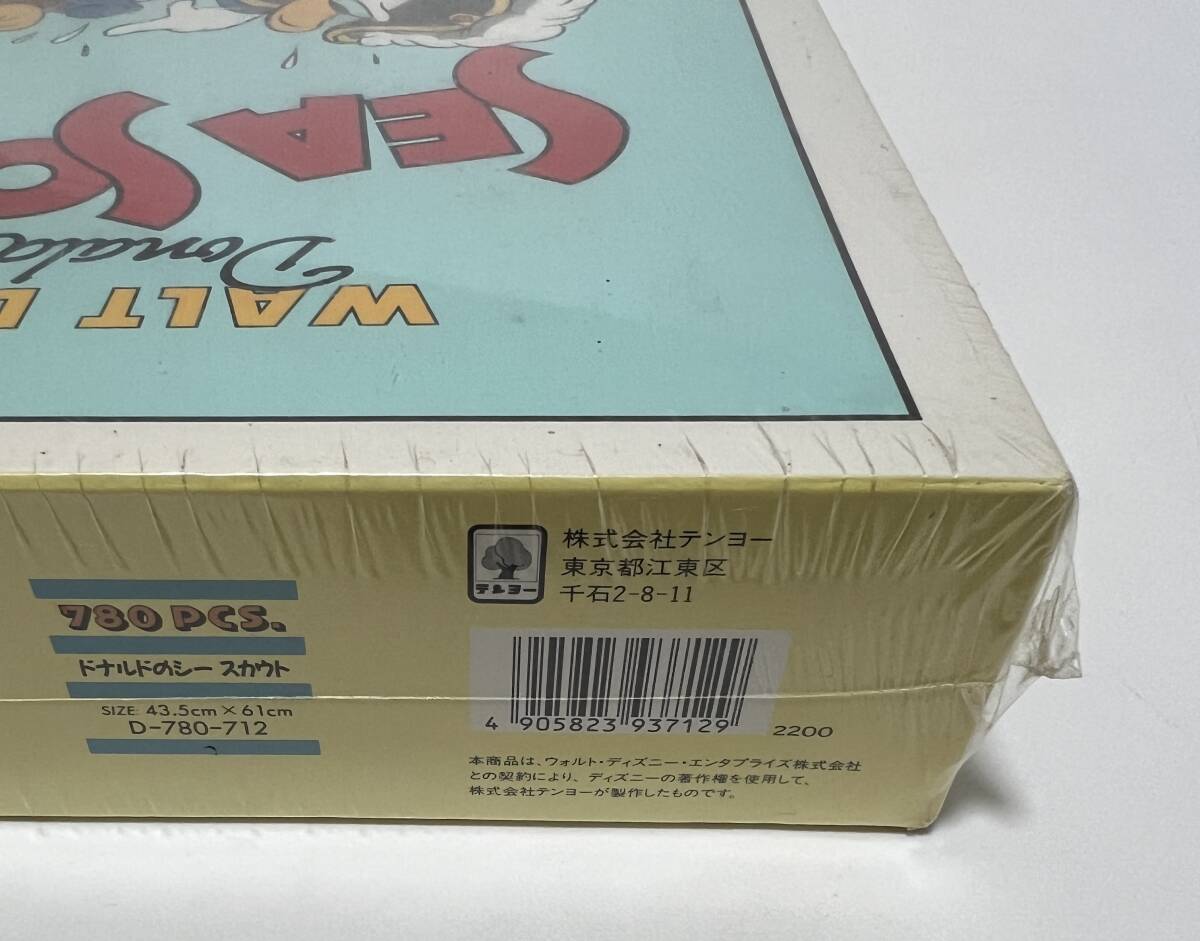 WALT
Donald
SEA
780 PCS.
ドナルドのシー スカウト
SIZE: 43.5cm×61cm
D-780-712
テンヨー
株式会社テンヨー
東京都江東区
千石2-8-11
4 905823 937129
2200
本商品は、ウォルト・ディズニー・エンタプライズ株式会社
との契約により、ディズニーの著作権を使用して、
株式会社テンヨーが製作したものです。